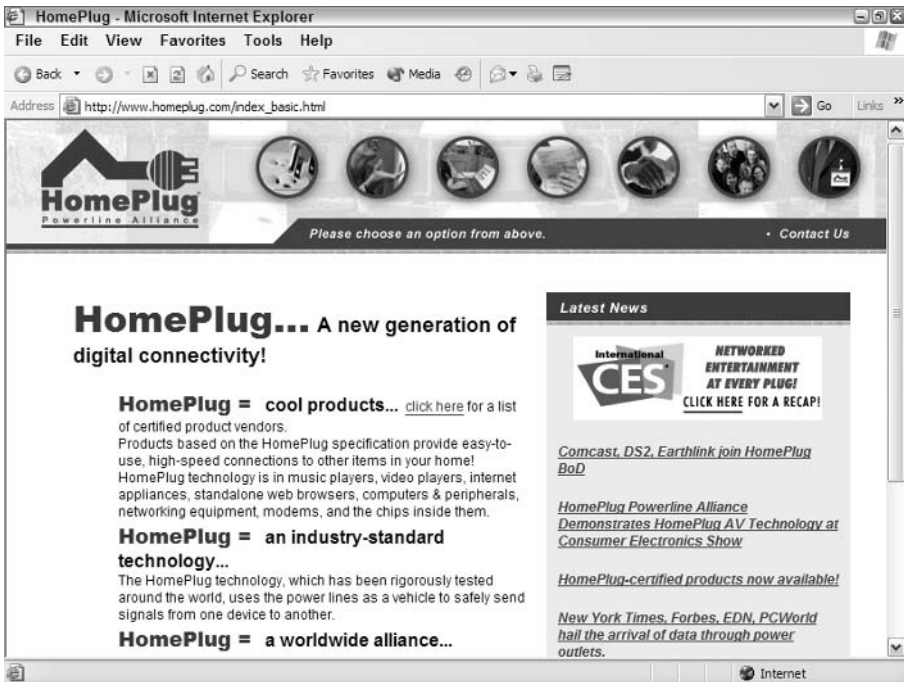 HomePlug - Microsoft Internet Explorer
File Edit View Favorites Tools Help
Back Search Favorites Media
Address http://www.homeplug.com/index_basic.html Go Links »
HomePlug
Powerline Alliance
Please choose an option from above. • Contact Us
HomePlug... A new generation of
digital connectivity!
HomePlug = cool products... click here for a list
of certified product vendors.
Products based on the HomePlug specification provide easy-to-
use, high-speed connections to other items in your home!
HomePlug technology is in music players, video players, internet
appliances, standalone web browsers, computers & peripherals,
networking equipment, modems, and the chips inside them.
HomePlug = an industry-standard
technology...
The HomePlug technology, which has been rigorously tested
around the world, uses the power lines as a vehicle to safely send
signals from one device to another.
HomePlug = a worldwide alliance...
Latest News
International
CES
NETWORKED
ENTERTAINMENT
AT EVERY PLUG!
CLICK HERE FOR A RECAP!
Comcast, DS2, Earthlink join HomePlug
BoD
HomePlug Powerline Alliance
Demonstrates HomePlug AV Technology at
Consumer Electronics Show
HomePlug-certified products now available!
New York Times, Forbes, EDN, PCWorld
hail the arrival of data through power
outlets.
Internet